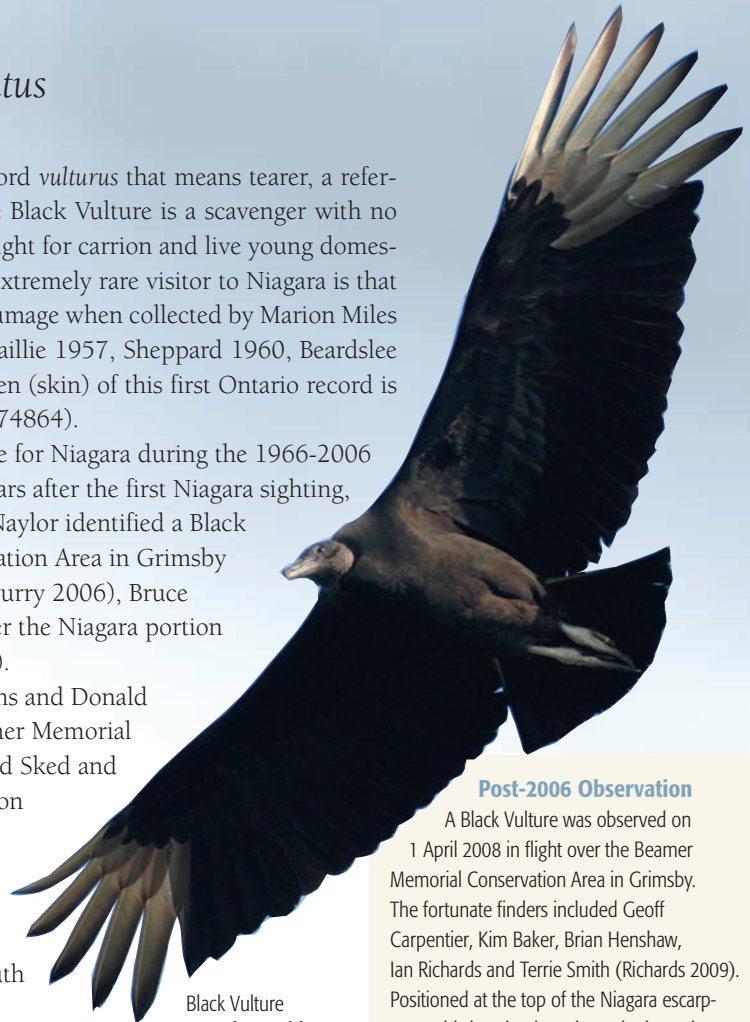 tus
ord vulturus that means tearer, a refer-
Black Vulture is a scavenger with no
ght for carrion and live young domes-
xtremely rare visitor to Niagara is that
umage when collected by Marion Miles
aillie 1957, Sheppard 1960, Beardslee
en (skin) of this first Ontario record is
74864).
e for Niagara during the 1966-2006
ars after the first Niagara sighting,
Naylor identified a Black
ation Area in Grimsby
urry 2006), Bruce
er the Niagara portion
).
ns and Donald
ner Memorial
d Sked and
on
uth
Black Vulture
Post-2006 Observation
A Black Vulture was observed on
1 April 2008 in flight over the Beamer
Memorial Conservation Area in Grimsby.
The fortunate finders included Geoff
Carpentier, Kim Baker, Brian Henshaw,
Ian Richards and Terrie Smith (Richards 2009).
Positioned at the top of the Niagara escarp-